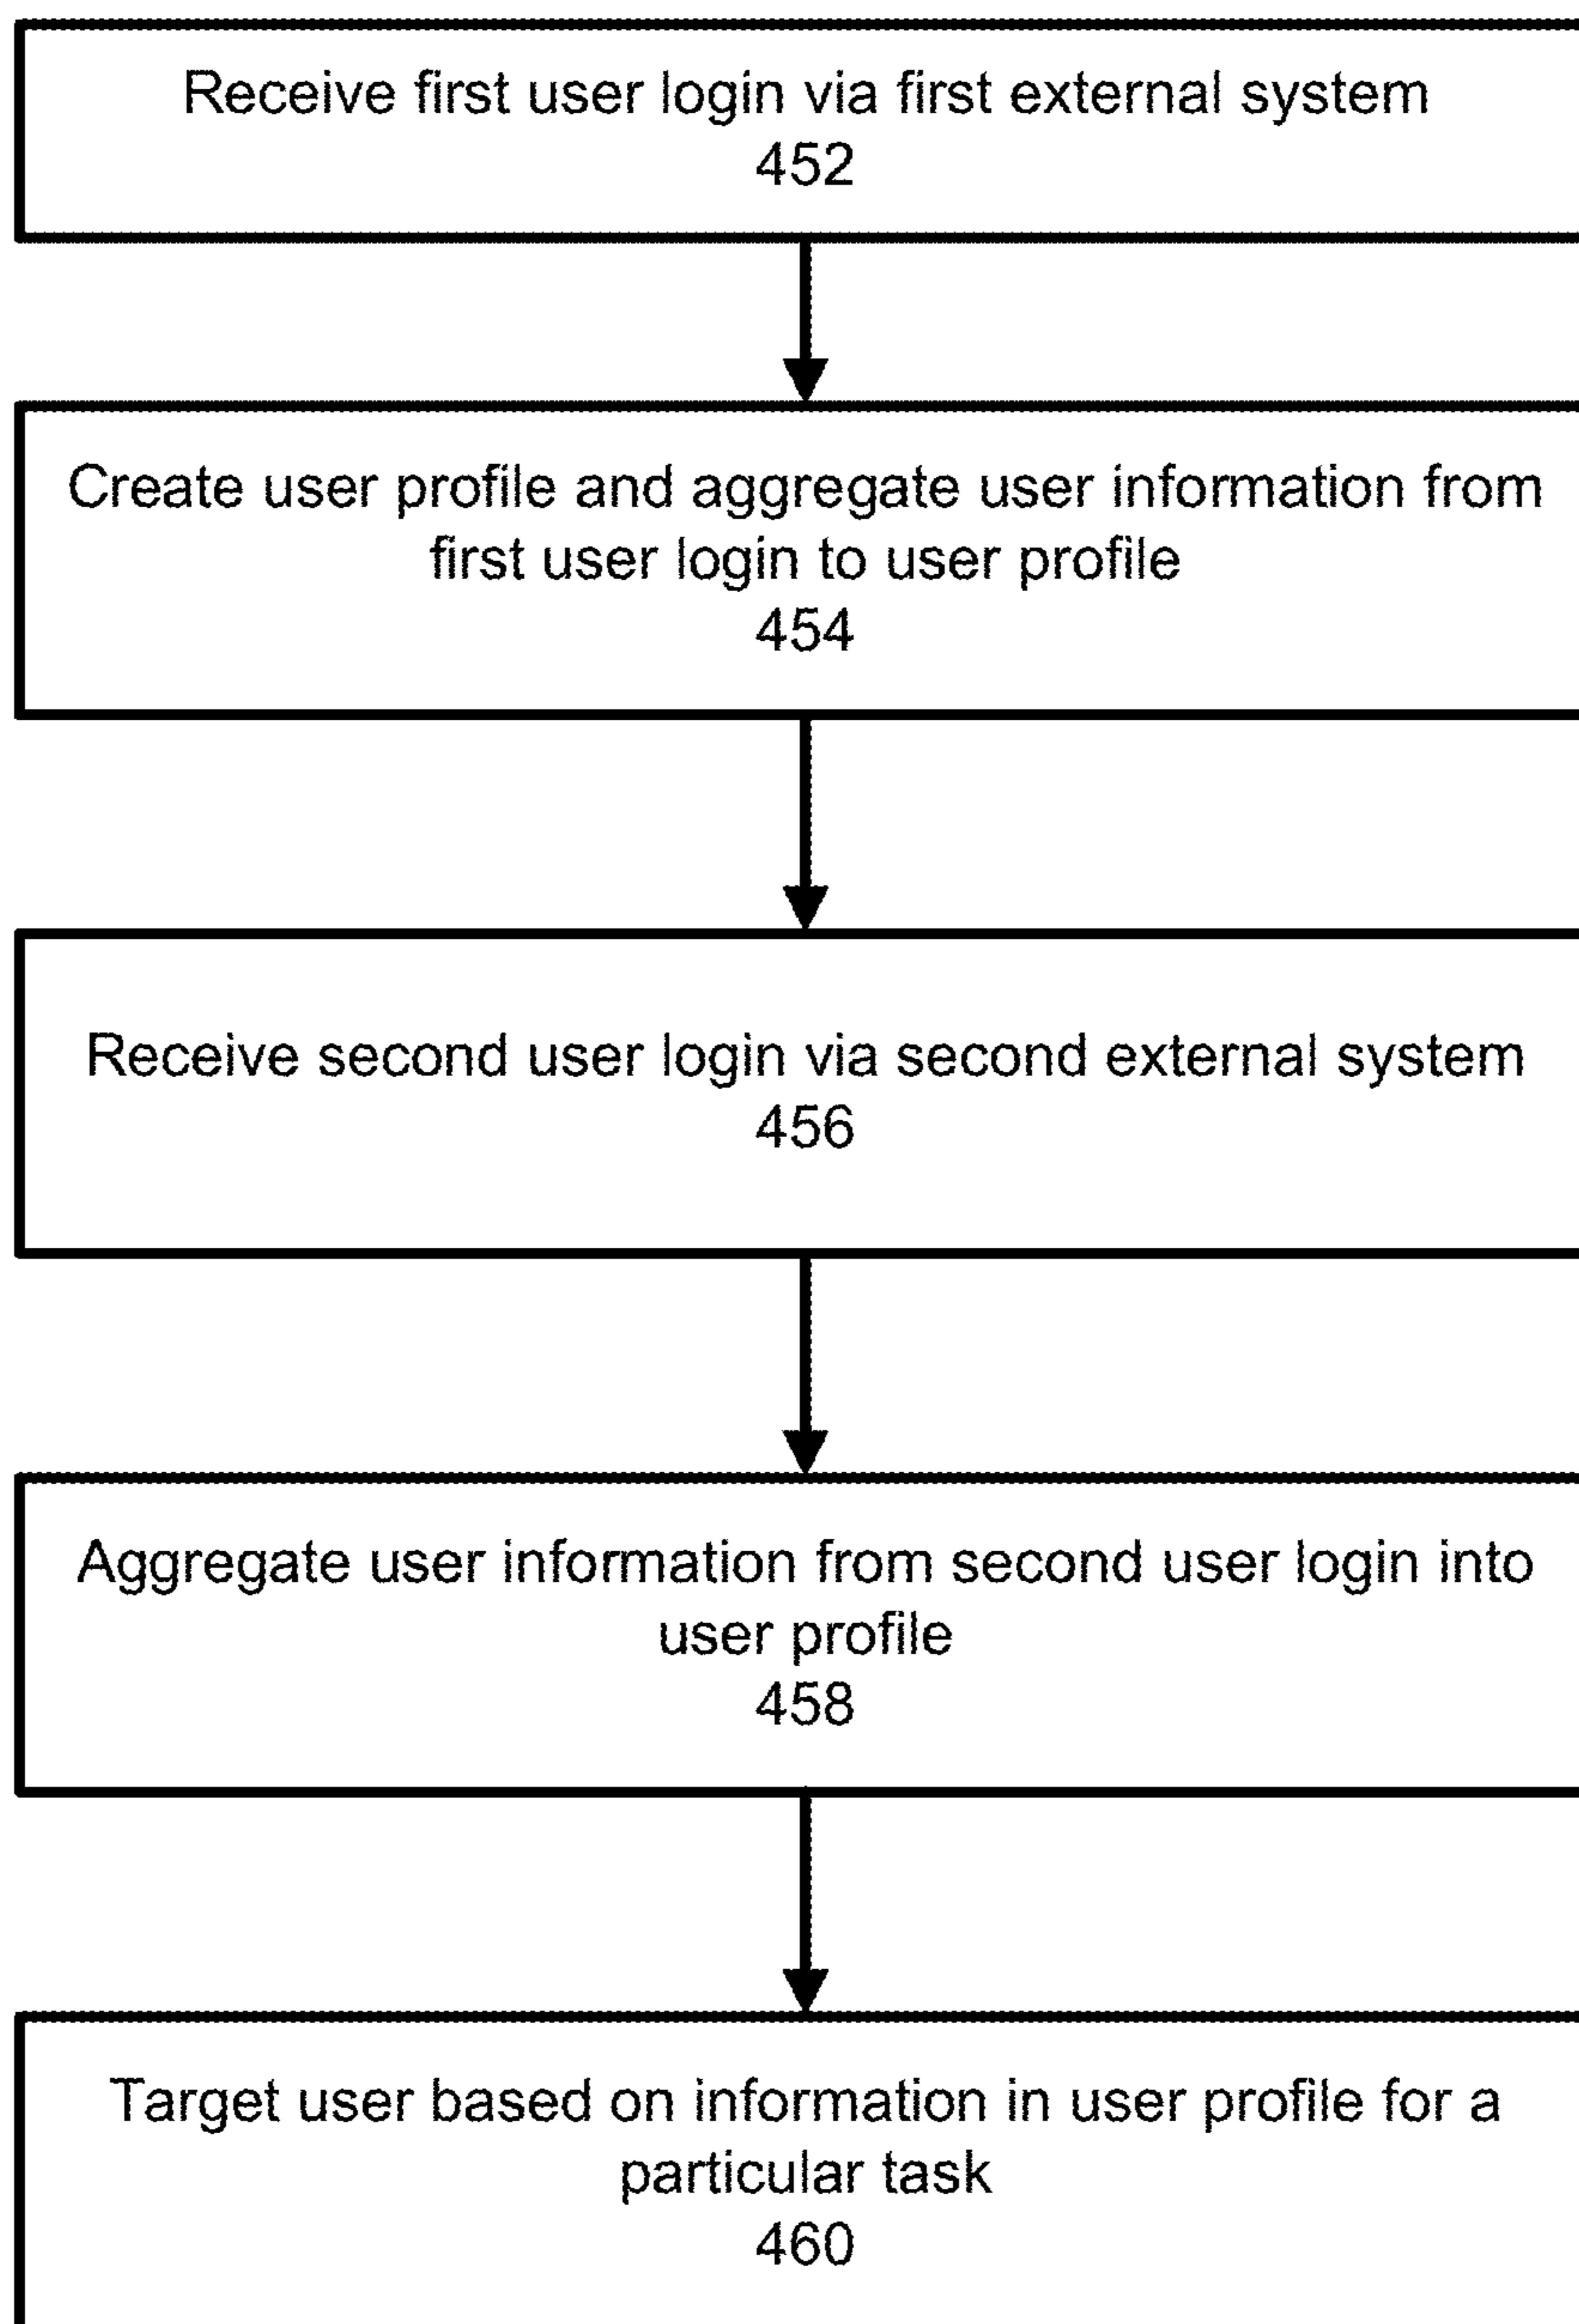 Receive first user login via first external system
452
Create user profile and aggregate user information from
first user login to user profile
454
Receive second user login via second external system
456
Aggregate user information from second user login into
user profile
458
Target user based on information in user profile for a
particular task
460